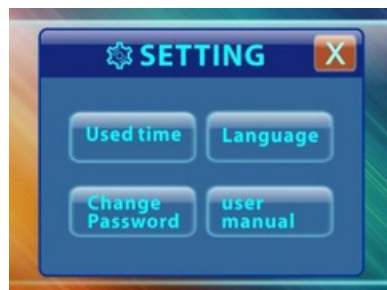 SETTING
X
Used time
Language
Change
Password
user
manual